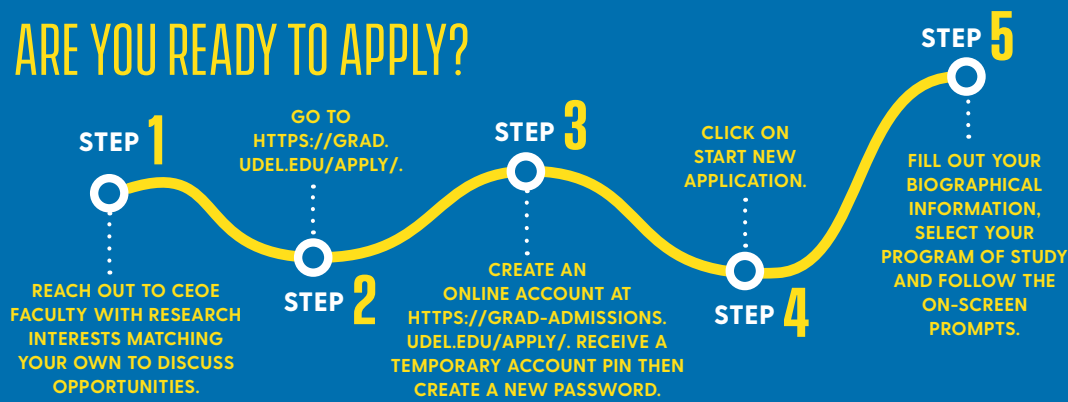 ARE YOU READY TO APPLY?
STEP 1
REACH OUT TO CEOE
FACULTY WITH RESEARCH
INTERESTS MATCHING
YOUR OWN TO DISCUSS
OPPORTUNITIES.
GO TO
HTTPS://GRAD.
UDEL.EDU/APPLY/.
STEP 2
STEP 3
CREATE AN
ONLINE ACCOUNT AT
HTTPS://GRAD-ADMISSIONS.
UDEL.EDU/APPLY/. RECEIVE A
TEMPORARY ACCOUNT PIN THEN
CREATE A NEW PASSWORD.
CLICK ON
START NEW
APPLICATION.
STEP 4
STEP 5
FILL OUT YOUR
BIOGRAPHICAL
INFORMATION,
SELECT YOUR
PROGRAM OF STUDY
AND FOLLOW THE
ON-SCREEN
PROMPTS.